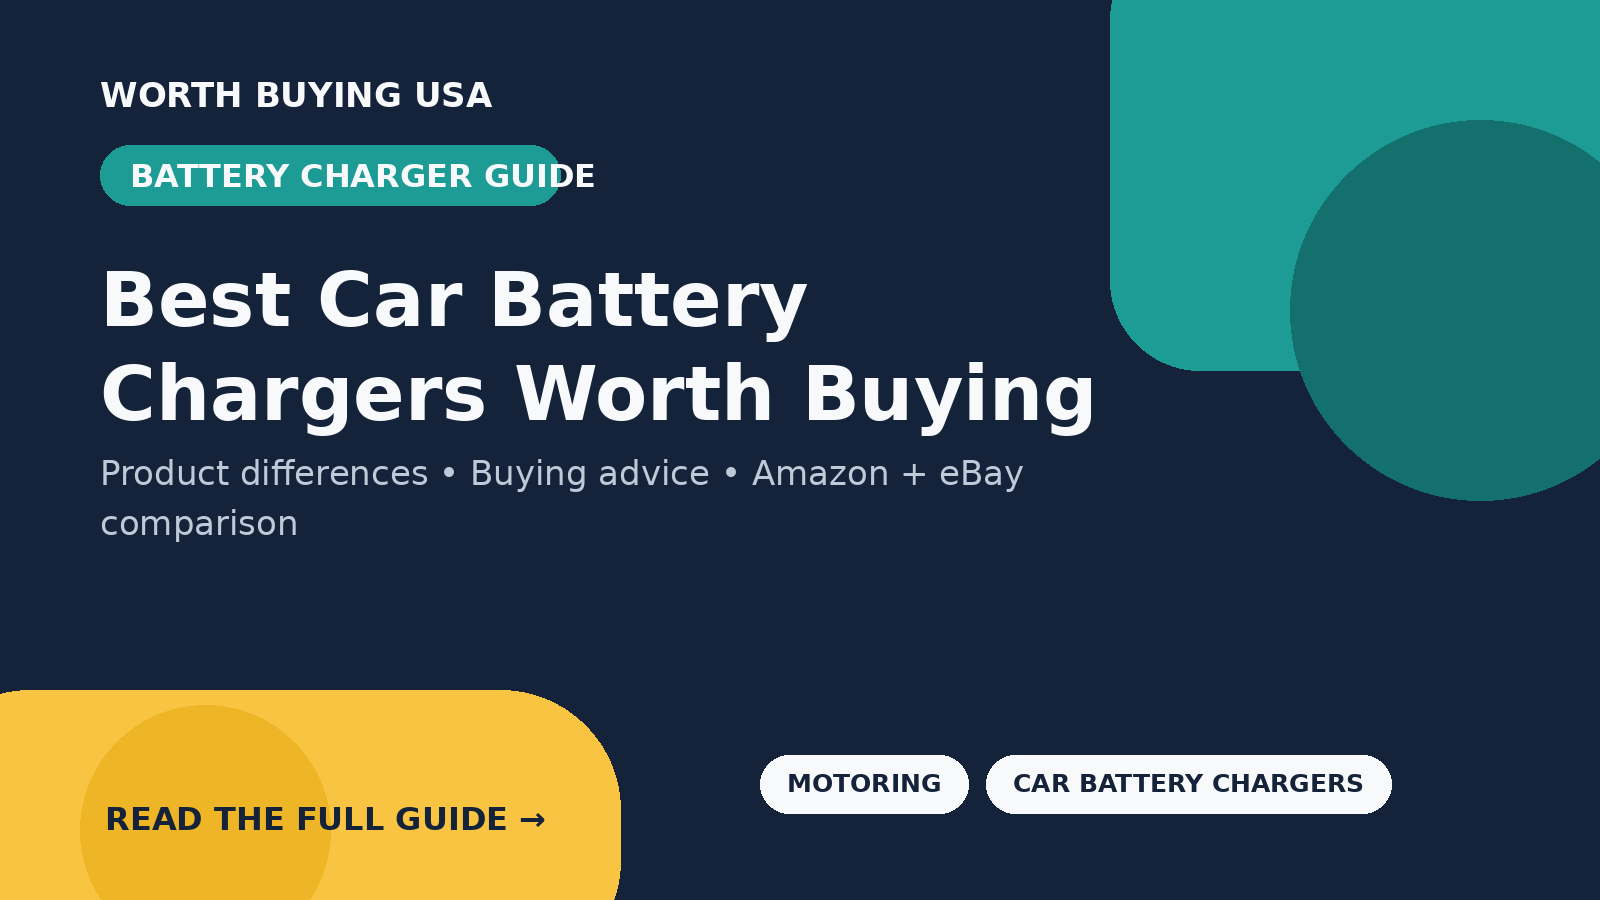 WORTH BUYING USA
BATTERY CHARGER GUIDE
Best Car Battery
Chargers Worth Buying
Product differences • Buying advice • Amazon + eBay
comparison
READ THE FULL GUIDE →
MOTORING
CAR BATTERY CHARGERS